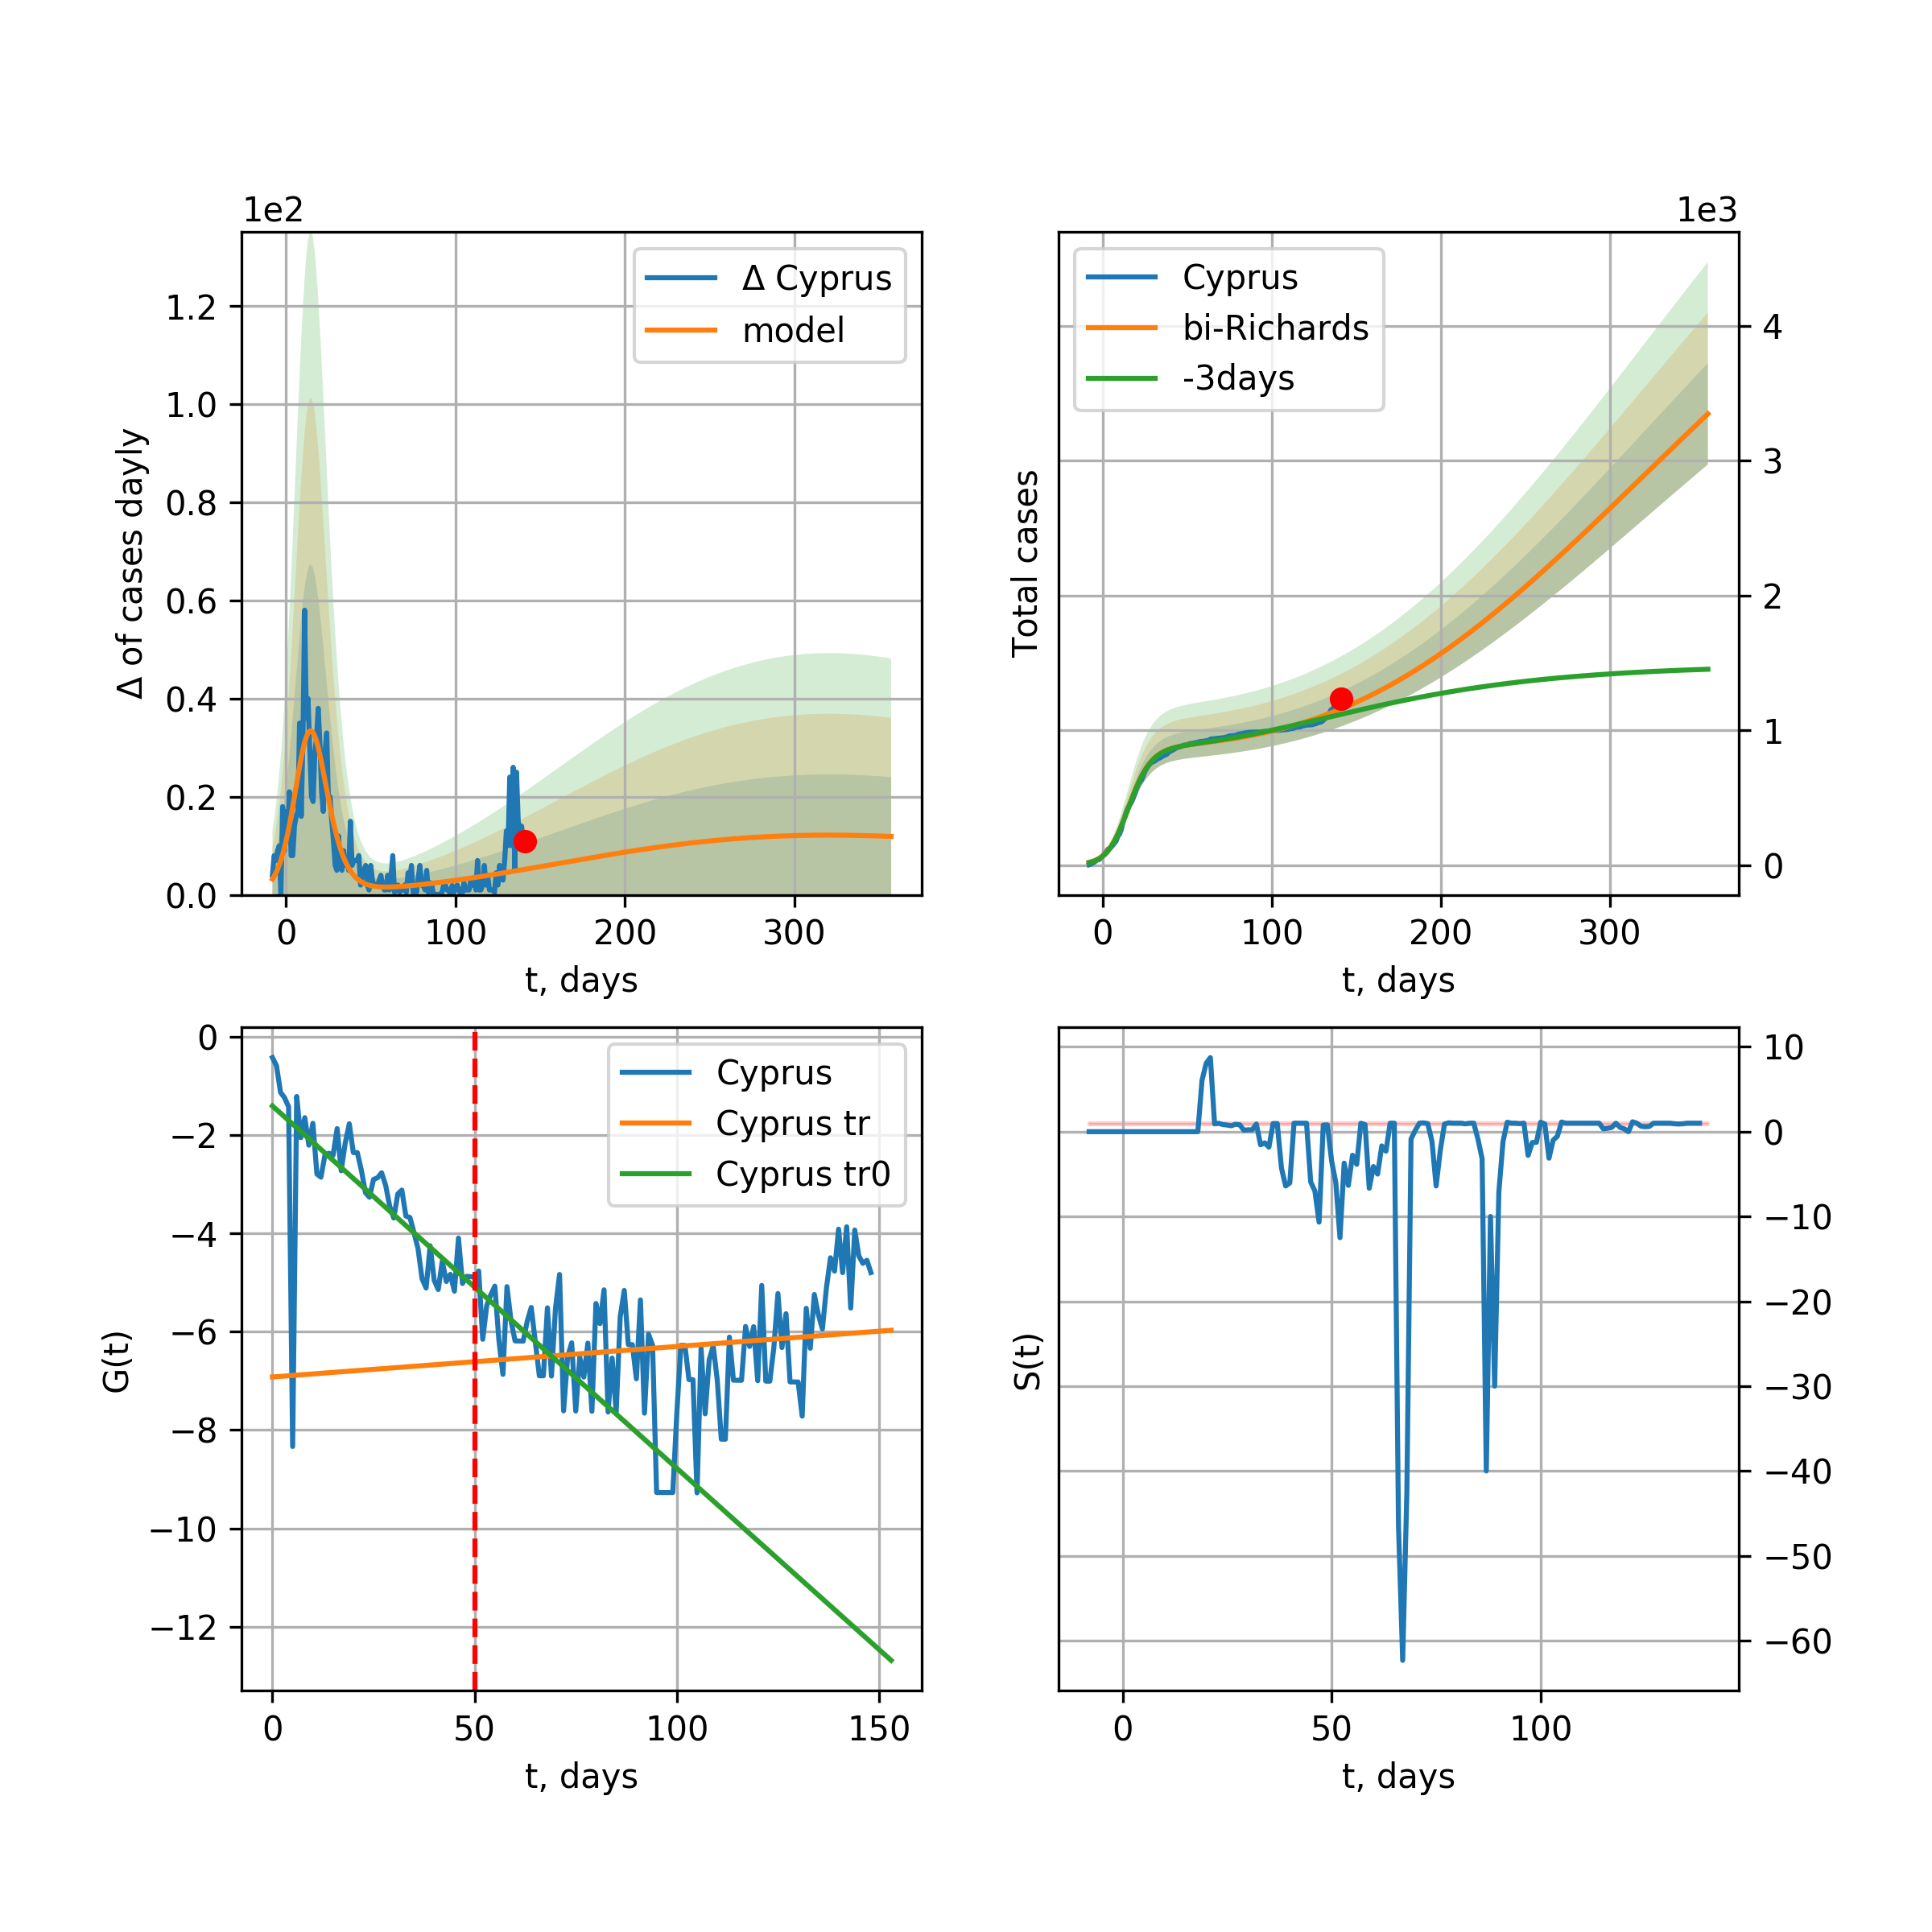 1e2
Δ Cyprus
model
1.2
1.0
0.8
0.6
0.4
0.2
0.0
Δ of cases dayly
0 100 200 300
t, days
1e3
Cyprus
bi-Richards
-3days
4
3
2
1
0
Total cases
0 100 200 300
t, days
Cyprus
Cyprus tr
Cyprus tr0
0
−2
−4
−6
−8
−10
−12
G(t)
0 50 100 150
t, days
10
0
−10
−20
−30
−40
−50
−60
S(t)
0 50 100
t, days